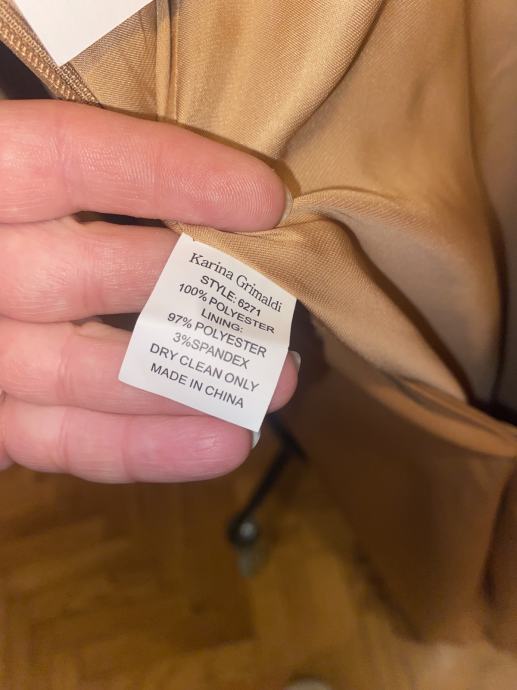 Karina Grimaldi
STYLE: 6271
100% POLYESTER
LINING:
97% POLYESTER
3%SPANDEX
DRY CLEAN ONLY
MADE IN CHINA